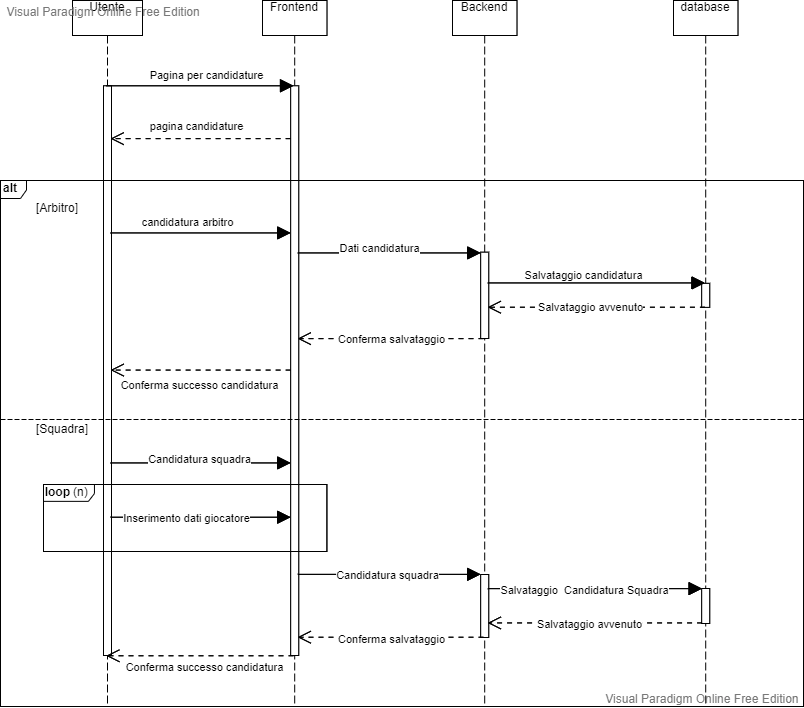 Visual Paradigm Online Free Edition
Utente
Frontend
Backend
database
Pagina per candidature
pagina candidature
alt
[Arbitro]
candidatura arbitro
Dati candidatura
Salvataggio candidatura
Salvataggio avvenuto
Conferma salvataggio
Conferma successo candidatura
[Squadra]
Candidatura squadra
loop (n)
Inserimento dati giocatore
Candidatura squadra
Salvataggio  Candidatura Squadra
Salvataggio avvenuto
Conferma salvataggio
Conferma successo candidatura
Visual Paradigm Online Free Edition